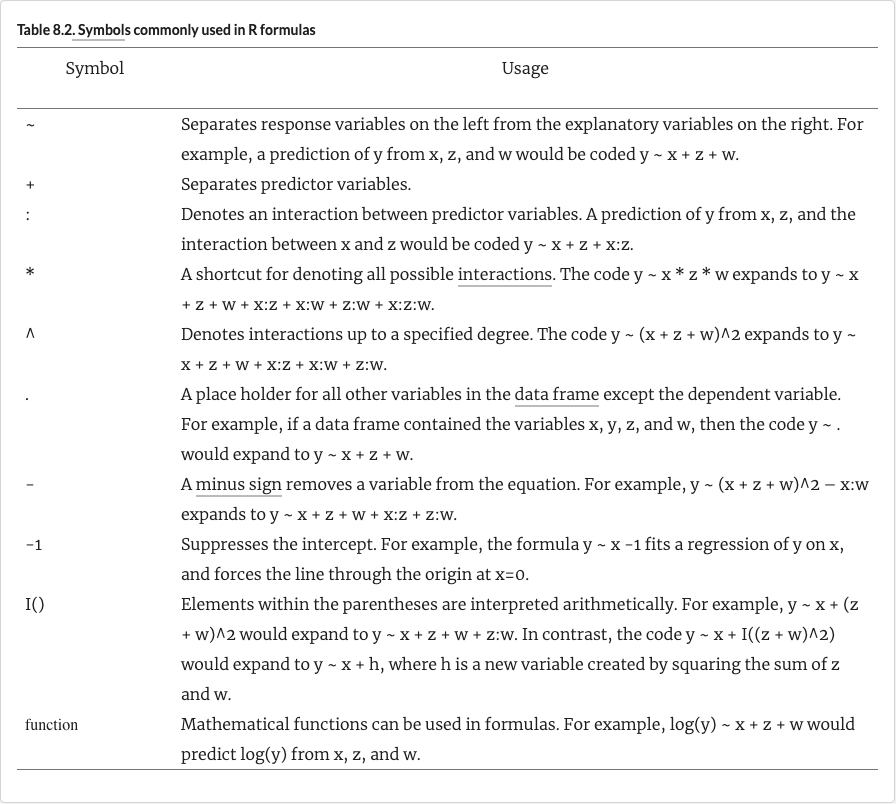 Table 8.2. Symbols commonly used in R formulas
Symbol Usage
~ Separates response variables on the left from the explanatory variables on the right. For
example, a prediction of y from x, z, and w would be coded y ~ x + z + w.
+ Separates predictor variables.
: Denotes an interaction between predictor variables. A prediction of y from x, z, and the
interaction between x and z would be coded y ~ x + z + x:z.
* A shortcut for denoting all possible interactions. The code y ~ x * z * w expands to y ~ x
+ z + w + x:z + x:w + z:w + x:z:w.
^ Denotes interactions up to a specified degree. The code y ~ (x + z + w)^2 expands to y ~
x + z + w + x:z + x:w + z:w.
. A place holder for all other variables in the data frame except the dependent variable.
For example, if a data frame contained the variables x, y, z, and w, then the code y ~ .
would expand to y ~ x + z + w.
- A minus sign removes a variable from the equation. For example, y ~ (x + z + w)^2 – x:w
expands to y ~ x + z + w + x:z + z:w.
-1 Suppresses the intercept. For example, the formula y ~ x -1 fits a regression of y on x,
and forces the line through the origin at x=0.
I() Elements within the parentheses are interpreted arithmetically. For example, y ~ x + (z
+ w)^2 would expand to y ~ x + z + w + z:w. In contrast, the code y ~ x + I((z + w)^2)
would expand to y ~ x + h, where h is a new variable created by squaring the sum of z
and w.
function Mathematical functions can be used in formulas. For example, log(y) ~ x + z + w would
predict log(y) from x, z, and w.